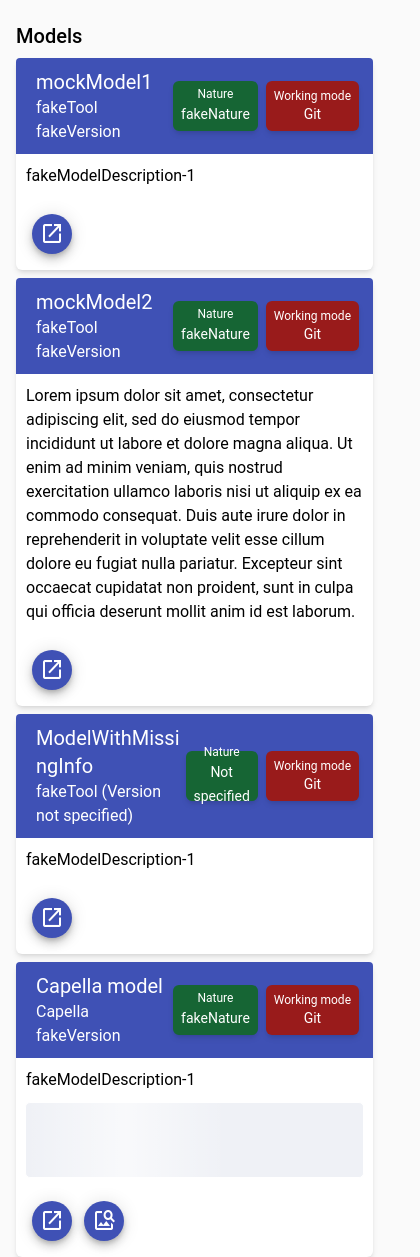 Models
mockModel1
fakeTool
fakeVersion
Nature
fakeNature
Working mode
Git
fakeModelDescription-1
mockModel2
fakeTool
fakeVersion
Nature
fakeNature
Working mode
Git
Lorem ipsum dolor sit amet, consectetur
adipiscing elit, sed do eiusmod tempor
incididunt ut labore et dolore magna aliqua. Ut
enim ad minim veniam, quis nostrud
exercitation ullamco laboris nisi ut aliquip ex ea
commodo consequat. Duis aute irure dolor in
reprehenderit in voluptate velit esse cillum
dolore eu fugiat nulla pariatur. Excepteur sint
occaecat cupidatat non proident, sunt in culpa
qui officia deserunt mollit anim id est laborum.
ModelWithMissi
ngInfo
fakeTool (Version
not specified)
Nature
Not
specified
Working mode
Git
fakeModelDescription-1
Capella model
Capella
fakeVersion
Nature
fakeNature
Working mode
Git
fakeModelDescription-1